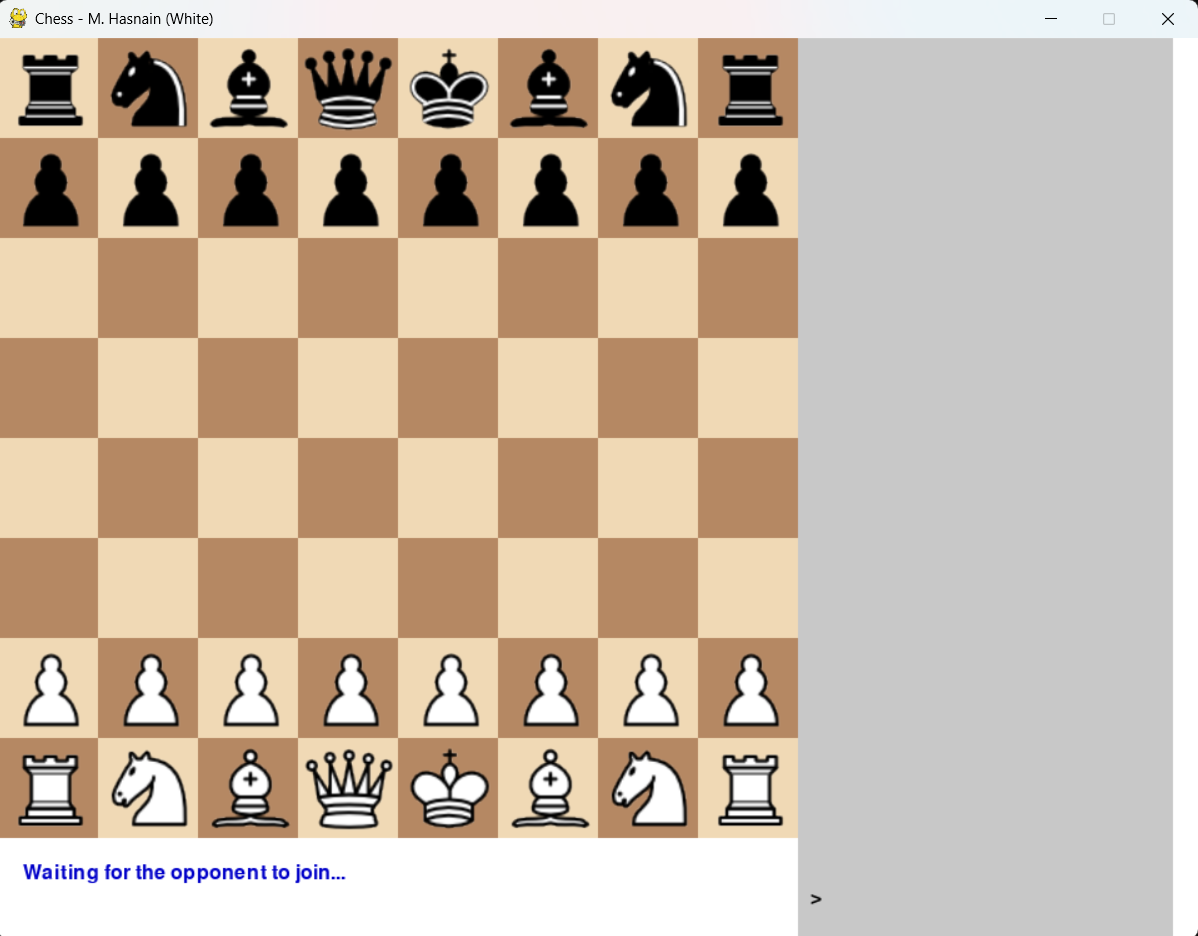 Chess - M. Hasnain (White)
Waiting for the opponent to join...
>